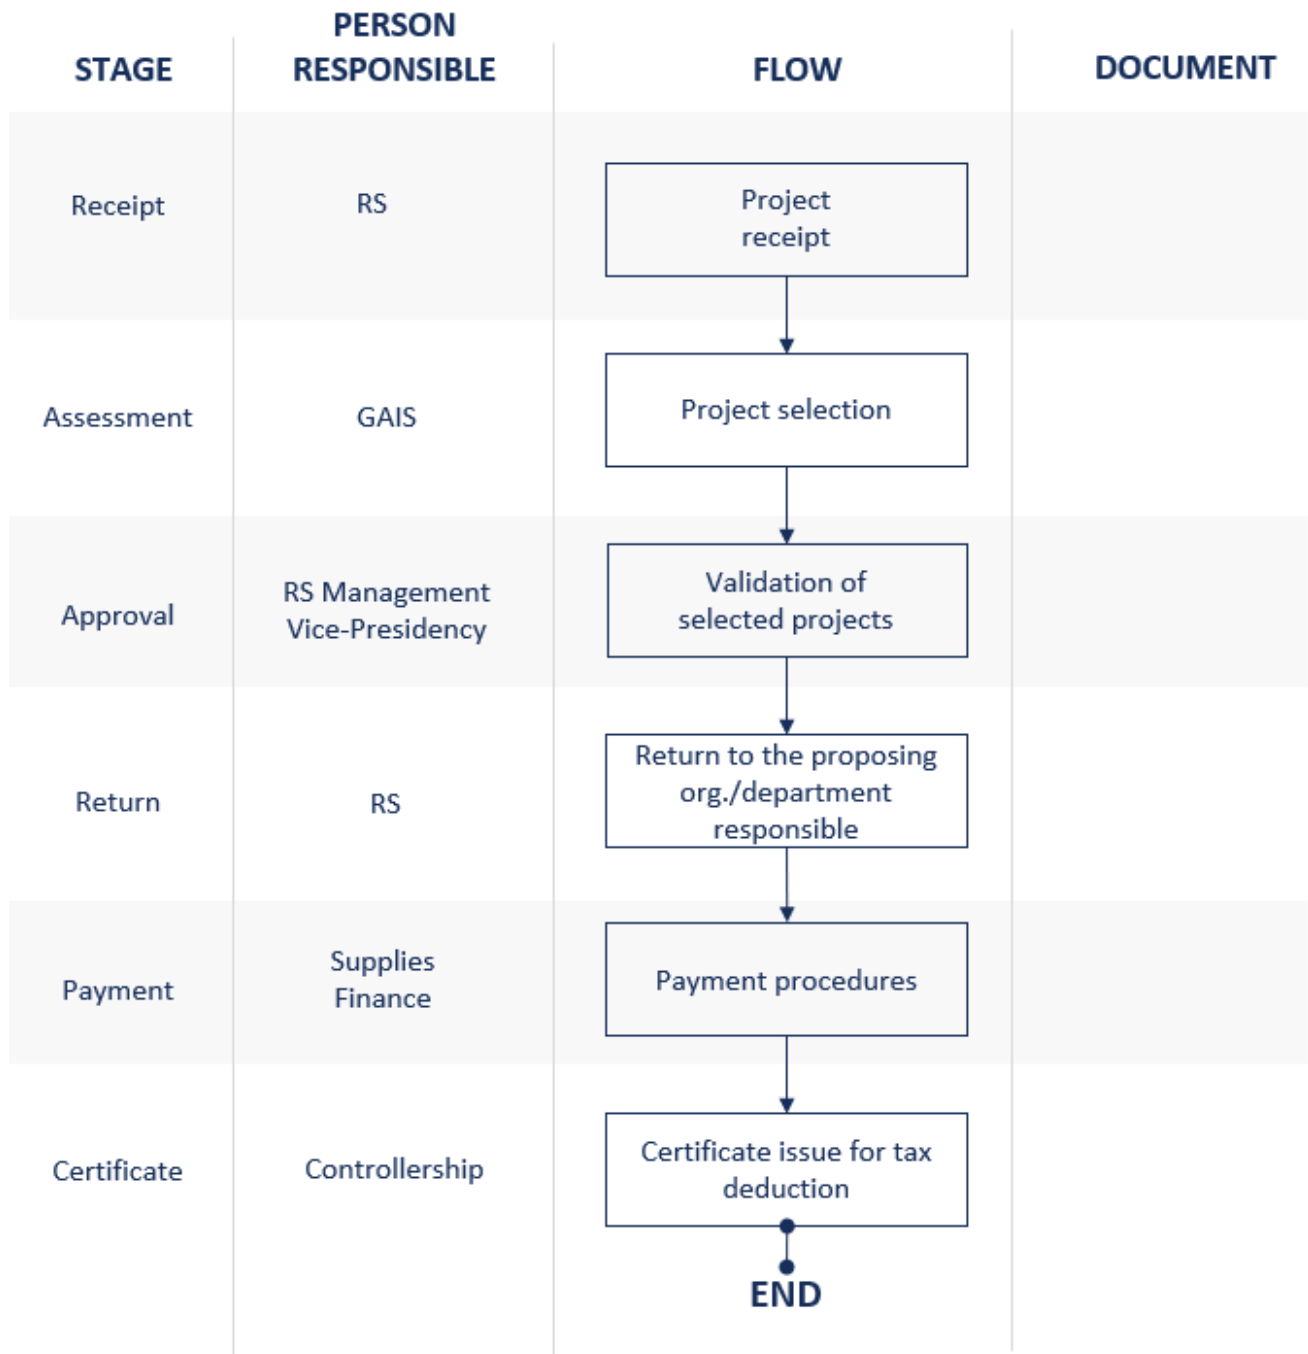 STAGE
PERSON
RESPONSIBLE
FLOW
DOCUMENT
Receipt
RS
Project
receipt
Assessment
GAIS
Project selection
Approval
RS Management
Vice-Presidency
Validation of
selected projects
Return
RS
Return to the proposing
org./department
responsible
Payment
Supplies
Finance
Payment procedures
Certificate
Controllership
Certificate issue for tax
deduction
END